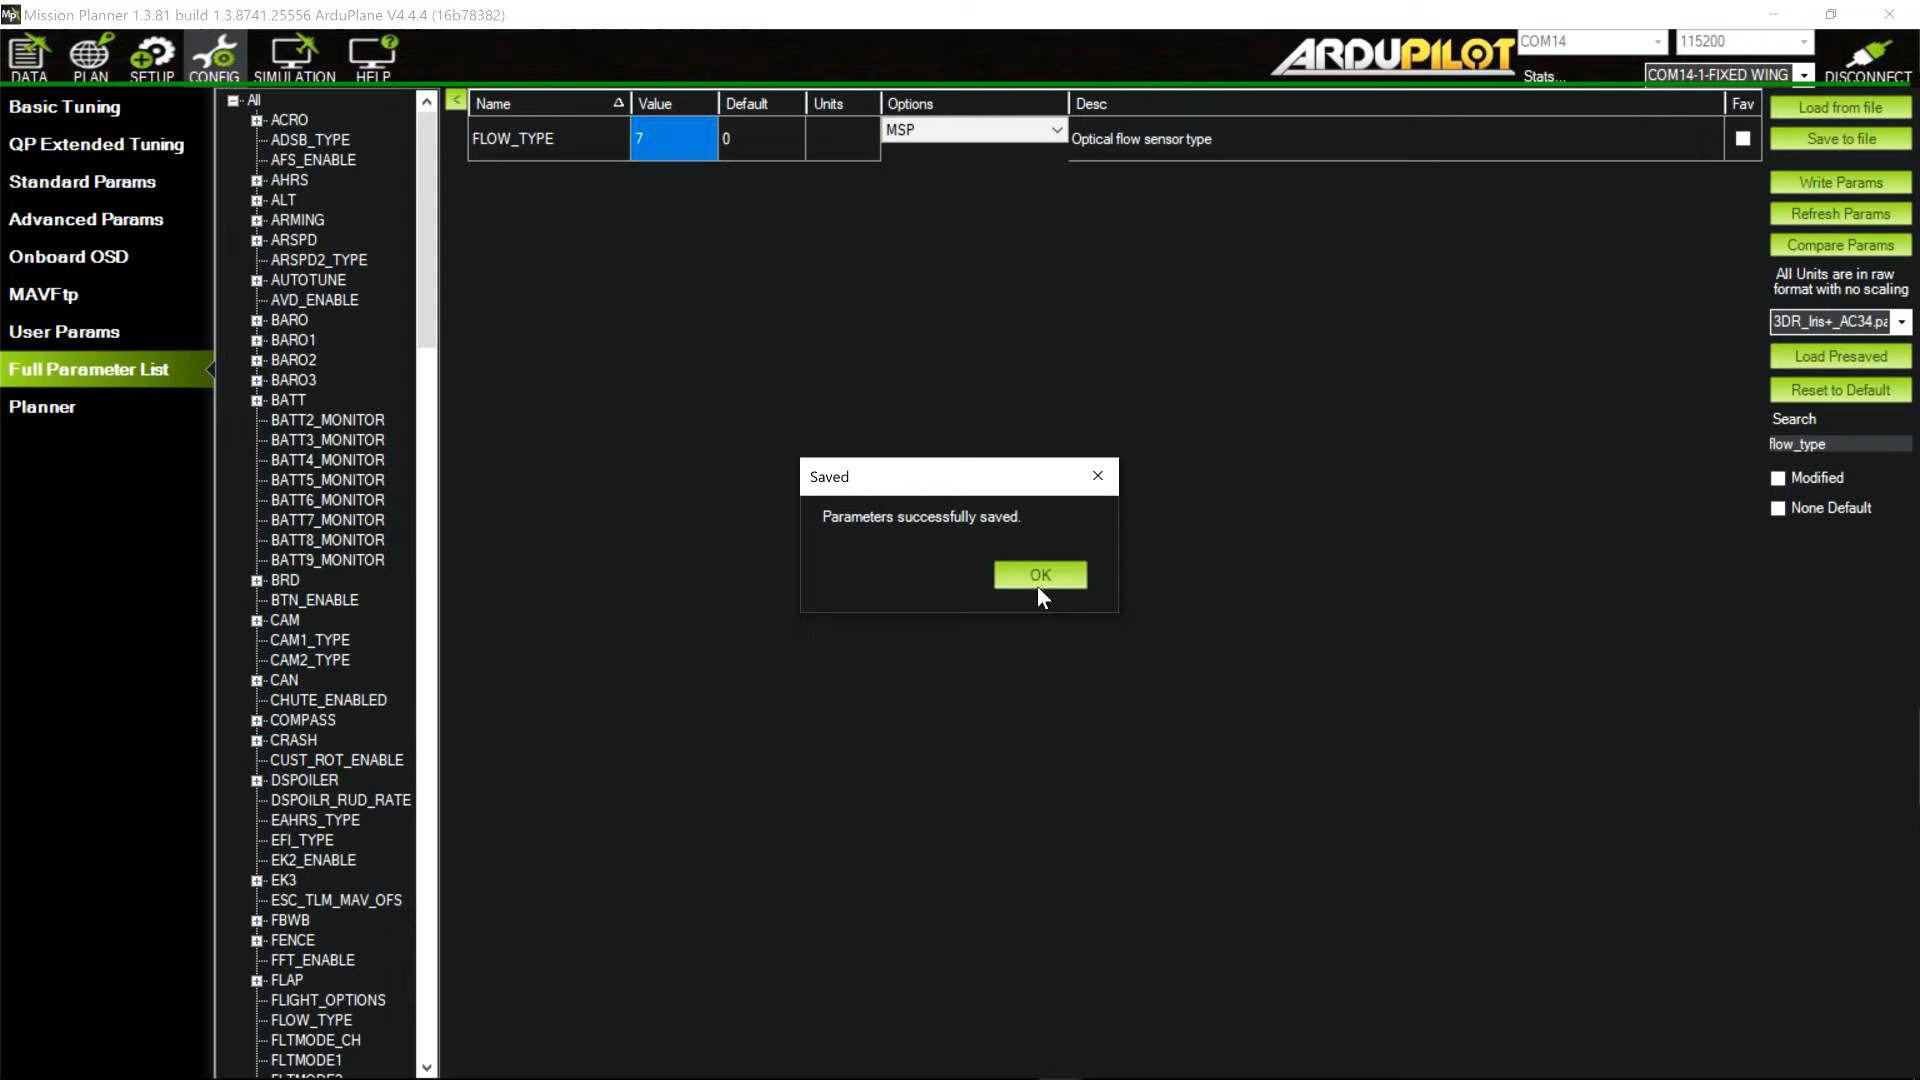 Mission Planner 1.3.81 build 1.3.8741.25556 ArduPlane V4.4.4 (16b78382)
DATA PLAN SETUP CONFIG SIMULATION HELP
ARDUPILOT
COM14 115200
Stats... COM14-1-FIXED WING DISCONNECT
Basic Tuning
QP Extended Tuning
Standard Params
Advanced Params
Onboard OSD
MAVFtp
User Params
Full Parameter List
Planner
All
ACRO
ADSB_TYPE
AFS_ENABLE
AHRS
ALT
ARMING
ARSPD
ARSPD2_TYPE
AUTOTUNE
AVD_ENABLE
BARO
BARO1
BARO2
BARO3
BATT
BATT2_MONITOR
BATT3_MONITOR
BATT4_MONITOR
BATT5_MONITOR
BATT6_MONITOR
BATT7_MONITOR
BATT8_MONITOR
BATT9_MONITOR
BRD
BTN_ENABLE
CAM
CAM1_TYPE
CAM2_TYPE
CAN
CHUTE_ENABLED
COMPASS
CRASH
CUST_ROT_ENABLE
DSPOILER
DSPOILR_RUD_RATE
EAHRS_TYPE
EFI_TYPE
EK2_ENABLE
EK3
ESC_TLM_MAV_OFS
FBWB
FENCE
FFT_ENABLE
FLAP
FLIGHT_OPTIONS
FLOW_TYPE
FLTMODE_CH
FLTMODE1
< Name Value Default Units Options Desc Fav
FLOW_TYPE 7 0 MSP Optical flow sensor type
Saved
Parameters successfully saved.
OK
Load from file
Save to file
Write Params
Refresh Params
Compare Params
All Units are in raw
format with no scaling
3DR_Iris+_AC34.pa
Load Presaved
Reset to Default
Search
flow_type
Modified
None Default